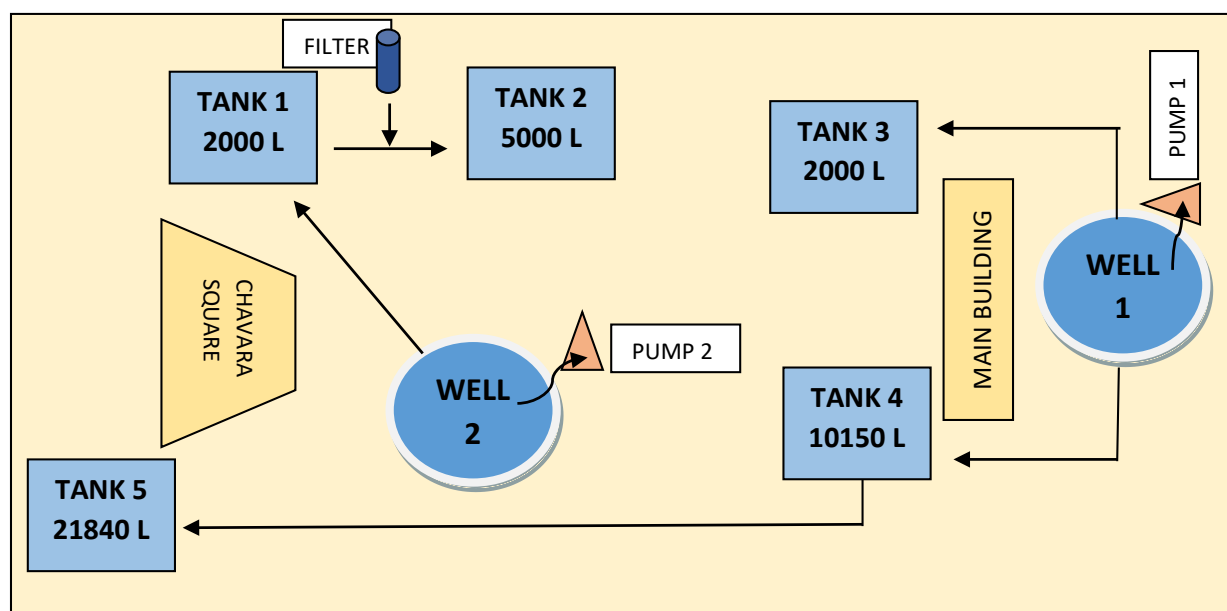 FILTER
TANK 1
2000 L
TANK 2
5000 L
TANK 3
2000 L
PUMP 1
MAIN BUILDING
WELL
1
CHAVARA
SQUARE
PUMP 2
WELL
2
TANK 4
10150 L
TANK 5
21840 L